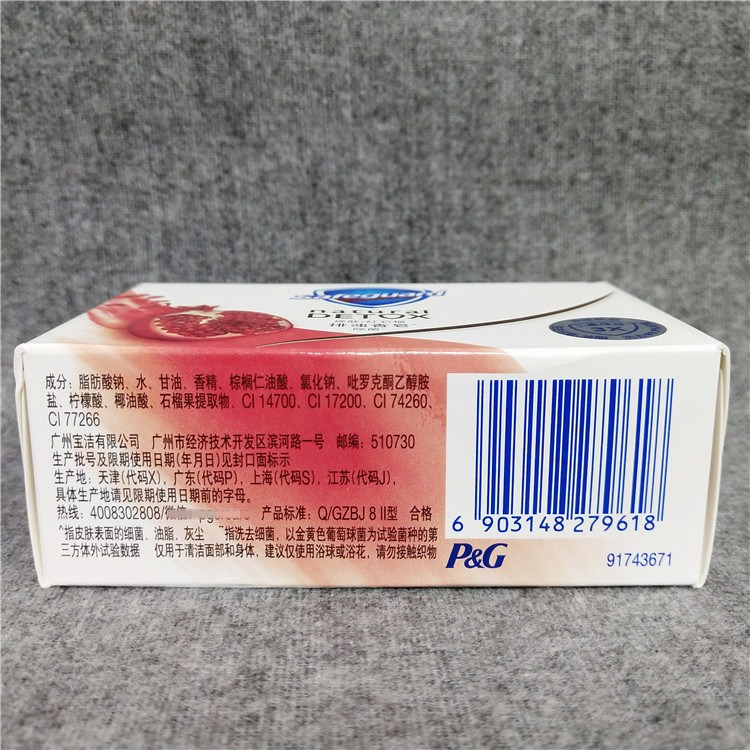 Safeguard
natural
DETOX
排浊香皂
除菌
成分：脂肪酸钠、水、甘油、香精、棕榈仁油酸、氯化钠、吡罗克酮乙醇胺
盐、柠檬酸、椰油酸、石榴果提取物、CI 14700、CI 17200、CI 74260、
CI 77266
广州宝洁有限公司 广州市经济技术开发区滨河路一号 邮编：510730
生产批号及限期使用日期(年月日)见封口面标示
生产地：天津(代码X)，广东(代码P)，上海(代码S)，江苏(代码J)，
具体生产地请见限期使用日期前的字母。
热线：4008302808/微信： 产品标准：Q/GZBJ 8 II型 合格
^指皮肤表面的细菌、油脂、灰尘 ~指洗去细菌，以金黄色葡萄球菌为试验菌种的第
三方体外试验数据 仅用于清洁面部和身体，建议仅使用浴球或浴花，请勿接触织物
6 903148 279618
P&G
91743671